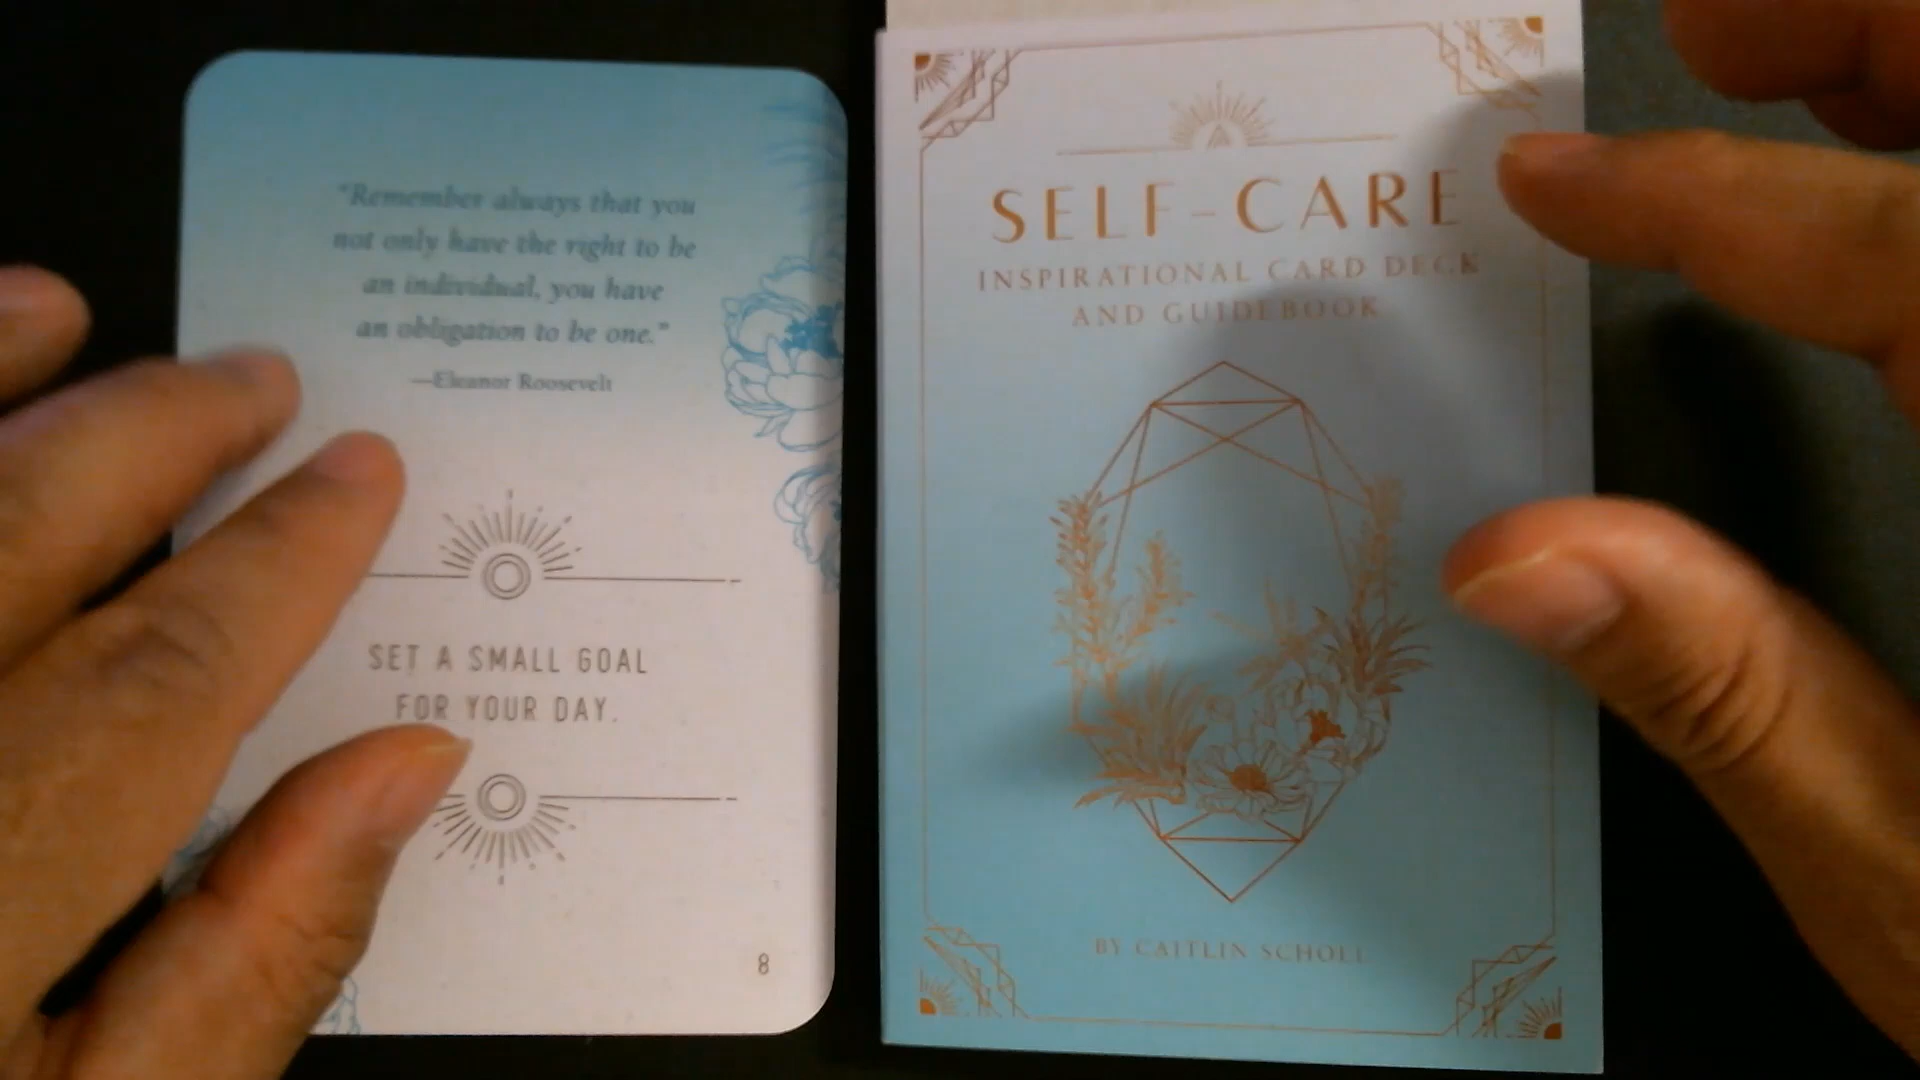 "Remember always that you
not only have the right to be
an individual, you have
an obligation to be one."
—Eleanor Roosevelt
SET A SMALL GOAL
FOR YOUR DAY.
8
SELF-CARE
INSPIRATIONAL CARD DECK
AND GUIDEBOOK
BY CAITLIN SCHOLL